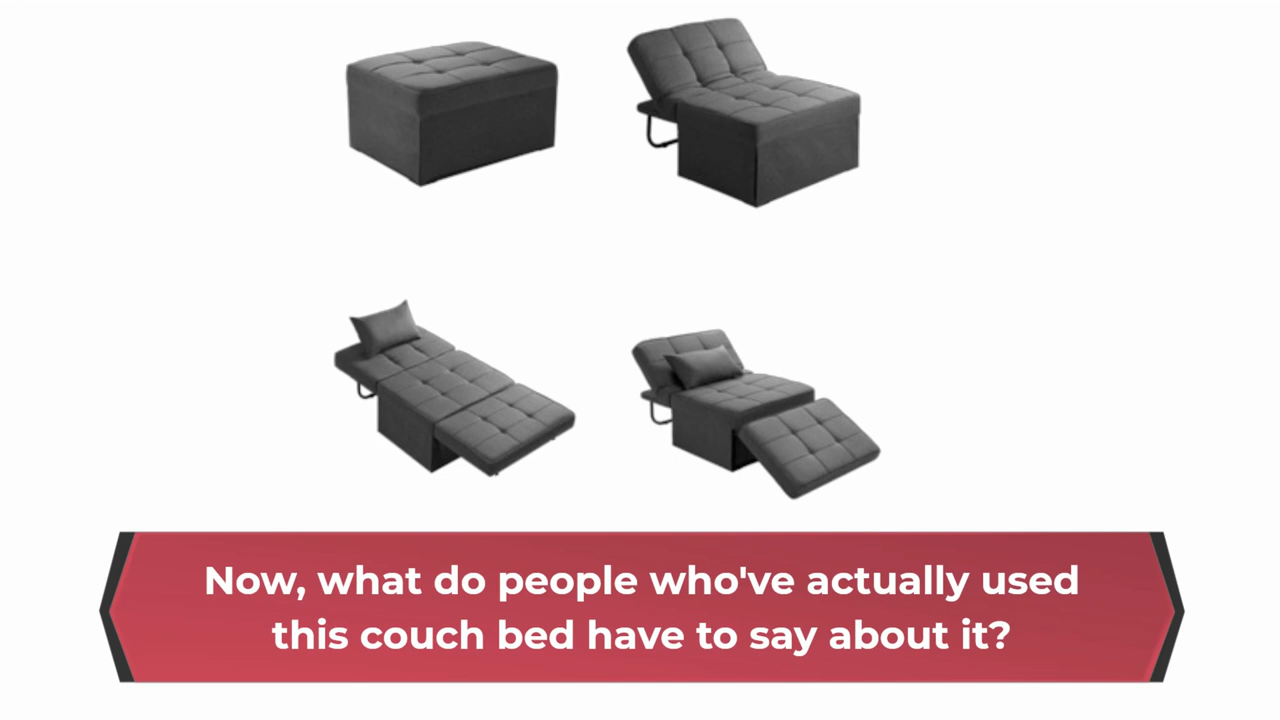 Now, what do people who've actually used
this couch bed have to say about it?